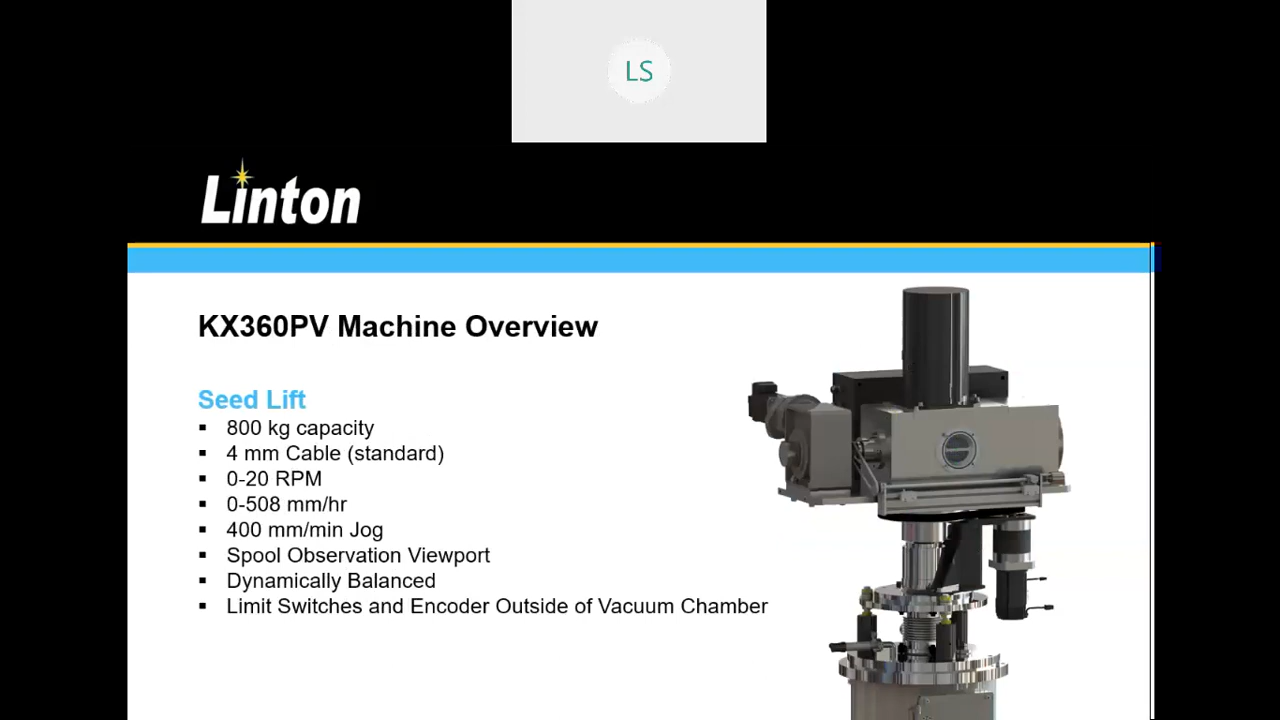 LS
Linton
KX360PV Machine Overview
Seed Lift
▪ 800 kg capacity
▪ 4 mm Cable (standard)
▪ 0-20 RPM
▪ 0-508 mm/hr
▪ 400 mm/min Jog
▪ Spool Observation Viewport
▪ Dynamically Balanced
▪ Limit Switches and Encoder Outside of Vacuum Chamber